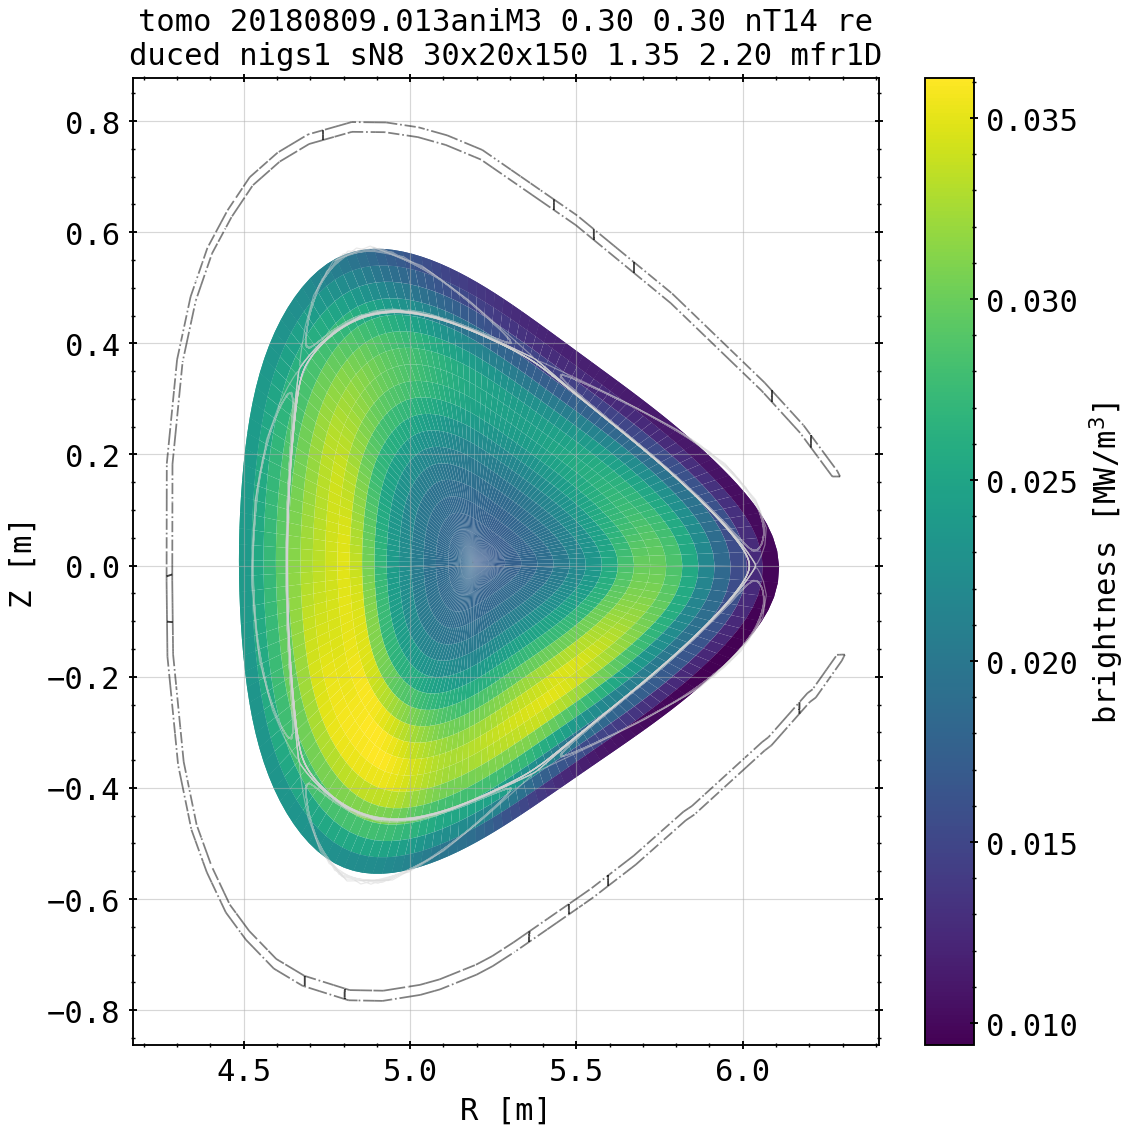 tomo 20180809.013aniM3 0.30 0.30 nT14 re
duced nigs1 sN8 30x20x150 1.35 2.20 mfr1D
0.8
0.6
0.4
0.2
0.0
−0.2
−0.4
−0.6
−0.8
Z [m]
4.5 5.0 5.5 6.0
R [m]
0.035
0.030
0.025
0.020
0.015
0.010
brightness [MW/m³]